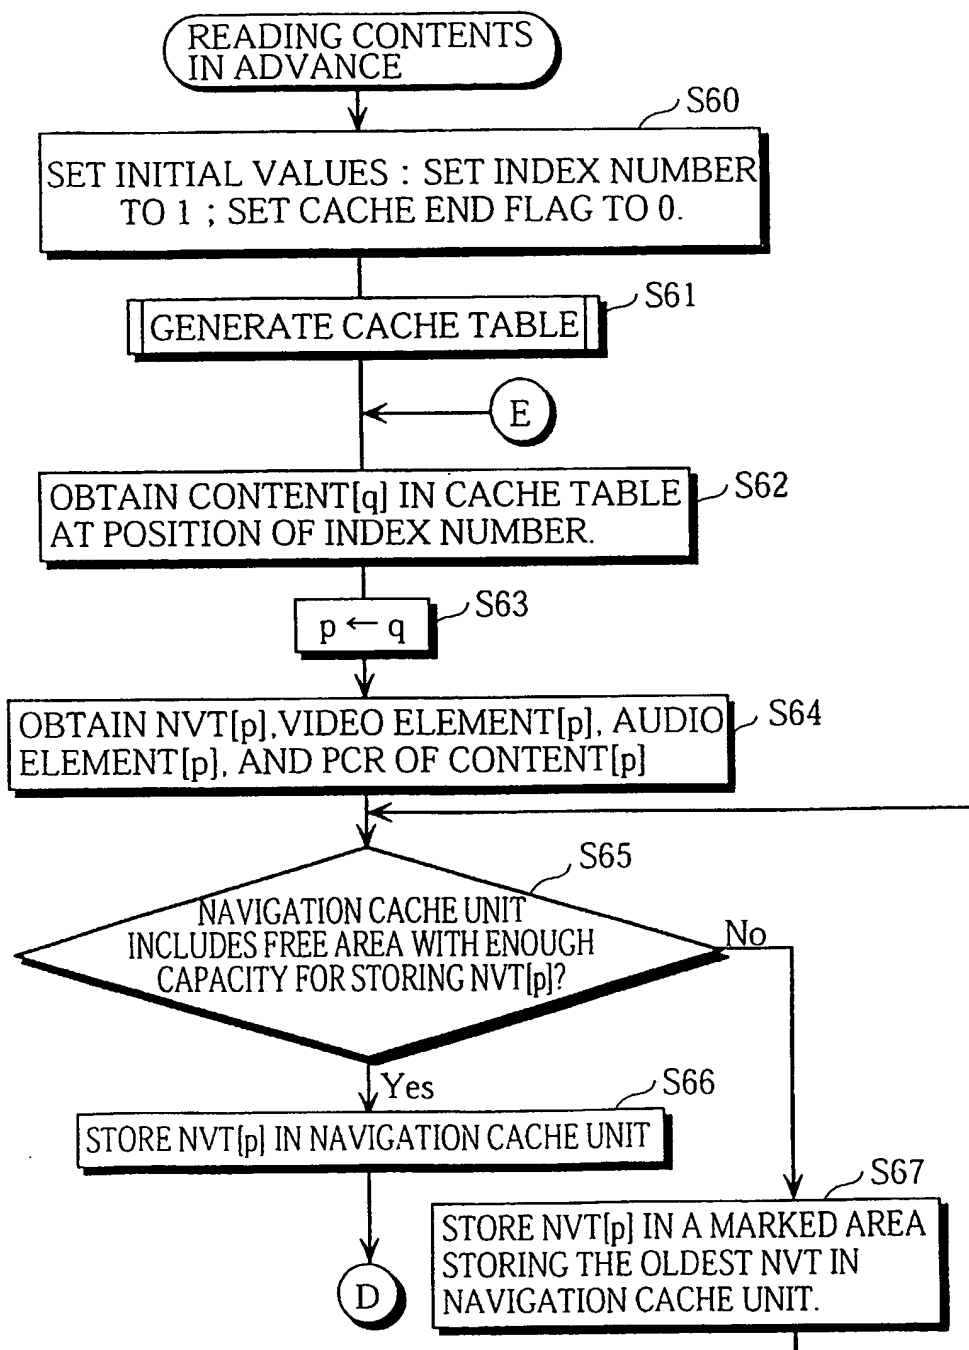 READING CONTENTS
IN ADVANCE
S60
SET INITIAL VALUES : SET INDEX NUMBER
TO 1 ; SET CACHE END FLAG TO 0.
S61
GENERATE CACHE TABLE
E
S62
OBTAIN CONTENT[q] IN CACHE TABLE
AT POSITION OF INDEX NUMBER.
S63
p ← q
S64
OBTAIN NVT[p],VIDEO ELEMENT[p], AUDIO
ELEMENT[p], AND PCR OF CONTENT[p]
S65
NAVIGATION CACHE UNIT
INCLUDES FREE AREA WITH ENOUGH
CAPACITY FOR STORING NVT[p]?
No
Yes
S66
STORE NVT[p] IN NAVIGATION CACHE UNIT
S67
STORE NVT[p] IN A MARKED AREA
STORING THE OLDEST NVT IN
NAVIGATION CACHE UNIT.
D